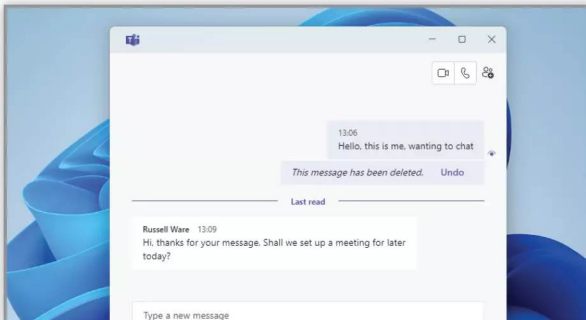 13:06
Hello, this is me, wanting to chat
This message has been deleted. Undo
Last read
Russell Ware 13:09
Hi, thanks for your message. Shall we set up a meeting for later
today?
Type a new message